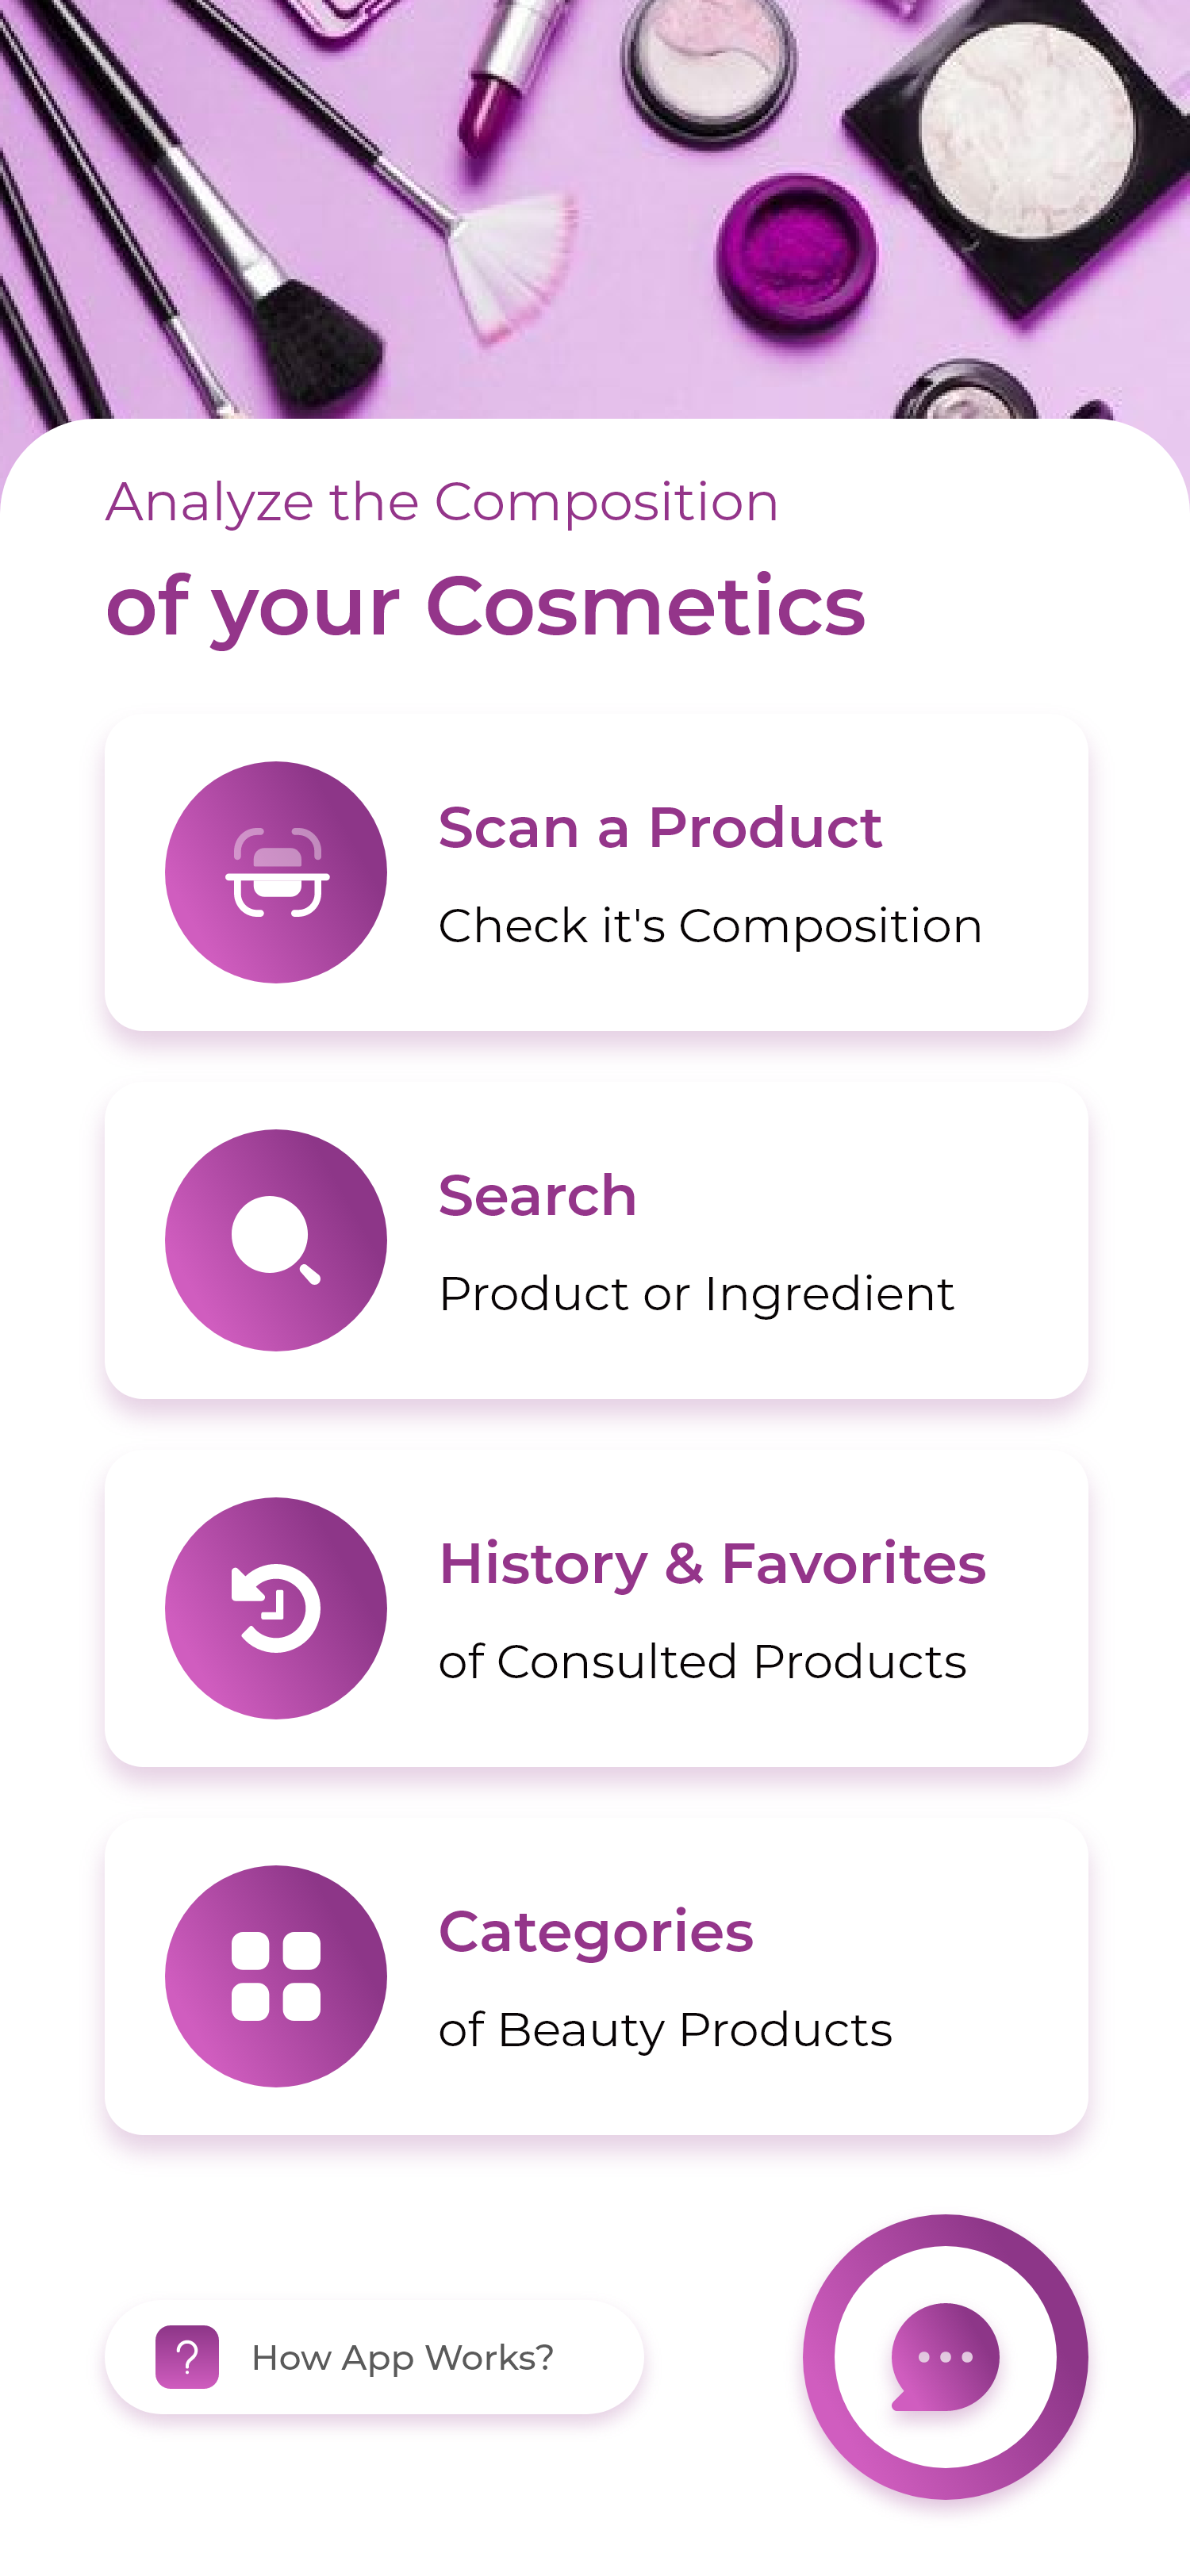 Analyze the Composition
of your Cosmetics
Scan a Product
Check it's Composition
Search
Product or Ingredient
History & Favorites
of Consulted Products
Categories
of Beauty Products
? How App Works?